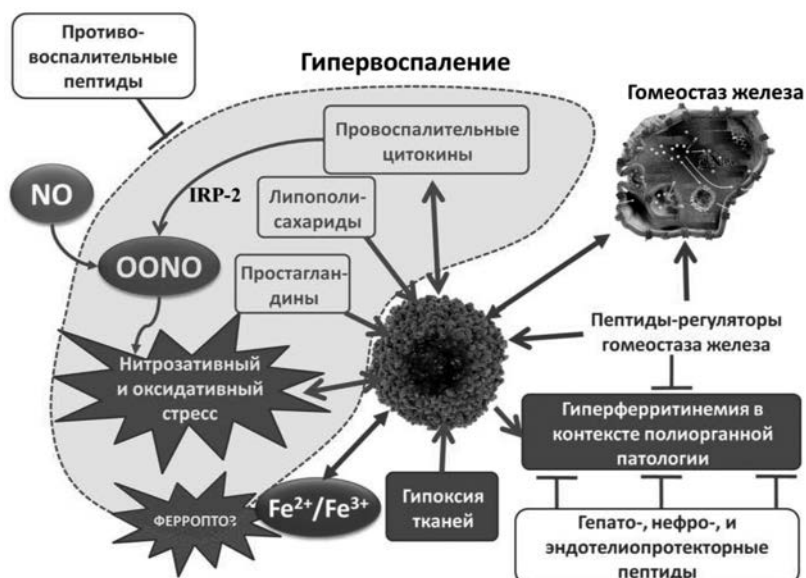 Противо-
воспалительные
пептиды
Гипервоспаление
Гомеостаз железа
Провоспалительные
цитокины
IRP-2
NO
Липополи-
сахариды
OONO
Простаглан-
дины
Пептиды-регуляторы
гомеостаза железа
Нитрозативный
и оксидативный
стресс
Гиперферритинемия в
контексте полиорганной
патологии
Гипоксия
тканей
Fe²⁺/Fe³⁺
ФЕРРОПТОЗ
Гепато-, нефро-, и
эндотелиопротекторные
пептиды